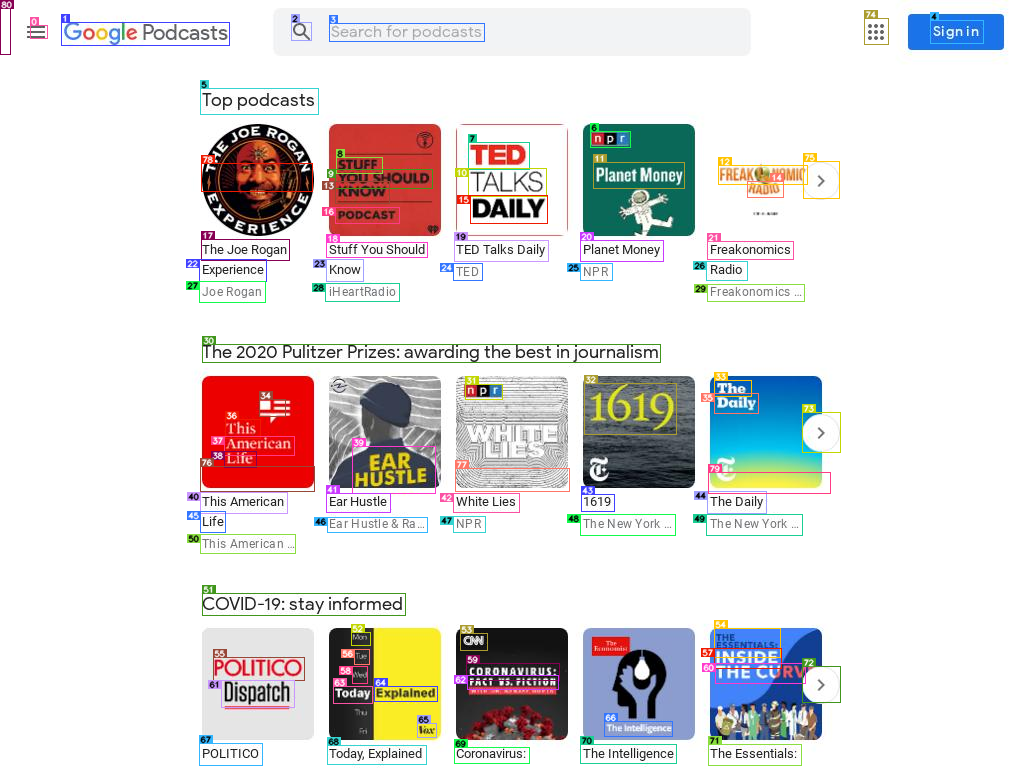 Google Podcasts
Search for podcasts
Sign in
Top podcasts
THE JOE ROGAN EXPERIENCE
STUFF
YOU SHOULD
KNOW
PODCAST
TED
TALKS
DAILY
npr
Planet Money
FREAKONOMICS
RADIO
The Joe Rogan
Experience
Joe Rogan
Stuff You Should
Know
iHeartRadio
TED Talks Daily
TED
Planet Money
NPR
Freakonomics
Radio
Freakonomics ...
The 2020 Pulitzer Prizes: awarding the best in journalism
This
American
Life
EAR
HUSTLE
npr
WHITE
LIES
1619
The
Daily
This American
Life
This American ...
Ear Hustle
Ear Hustle & Ra...
White Lies
NPR
1619
The New York ...
The Daily
The New York ...
COVID-19: stay informed
POLITICO
Dispatch
Mon
Tue
Wed
Today, Explained
Thu
Fri
Vox
CNN
CORONAVIRUS:
FACT VS. FICTION
WITH DR. SANJAY GUPTA
The
Economist
The Intelligence
THE
ESSENTIALS:
INSIDE
THE CURVE
POLITICO
Today, Explained
Coronavirus:
The Intelligence
The Essentials: